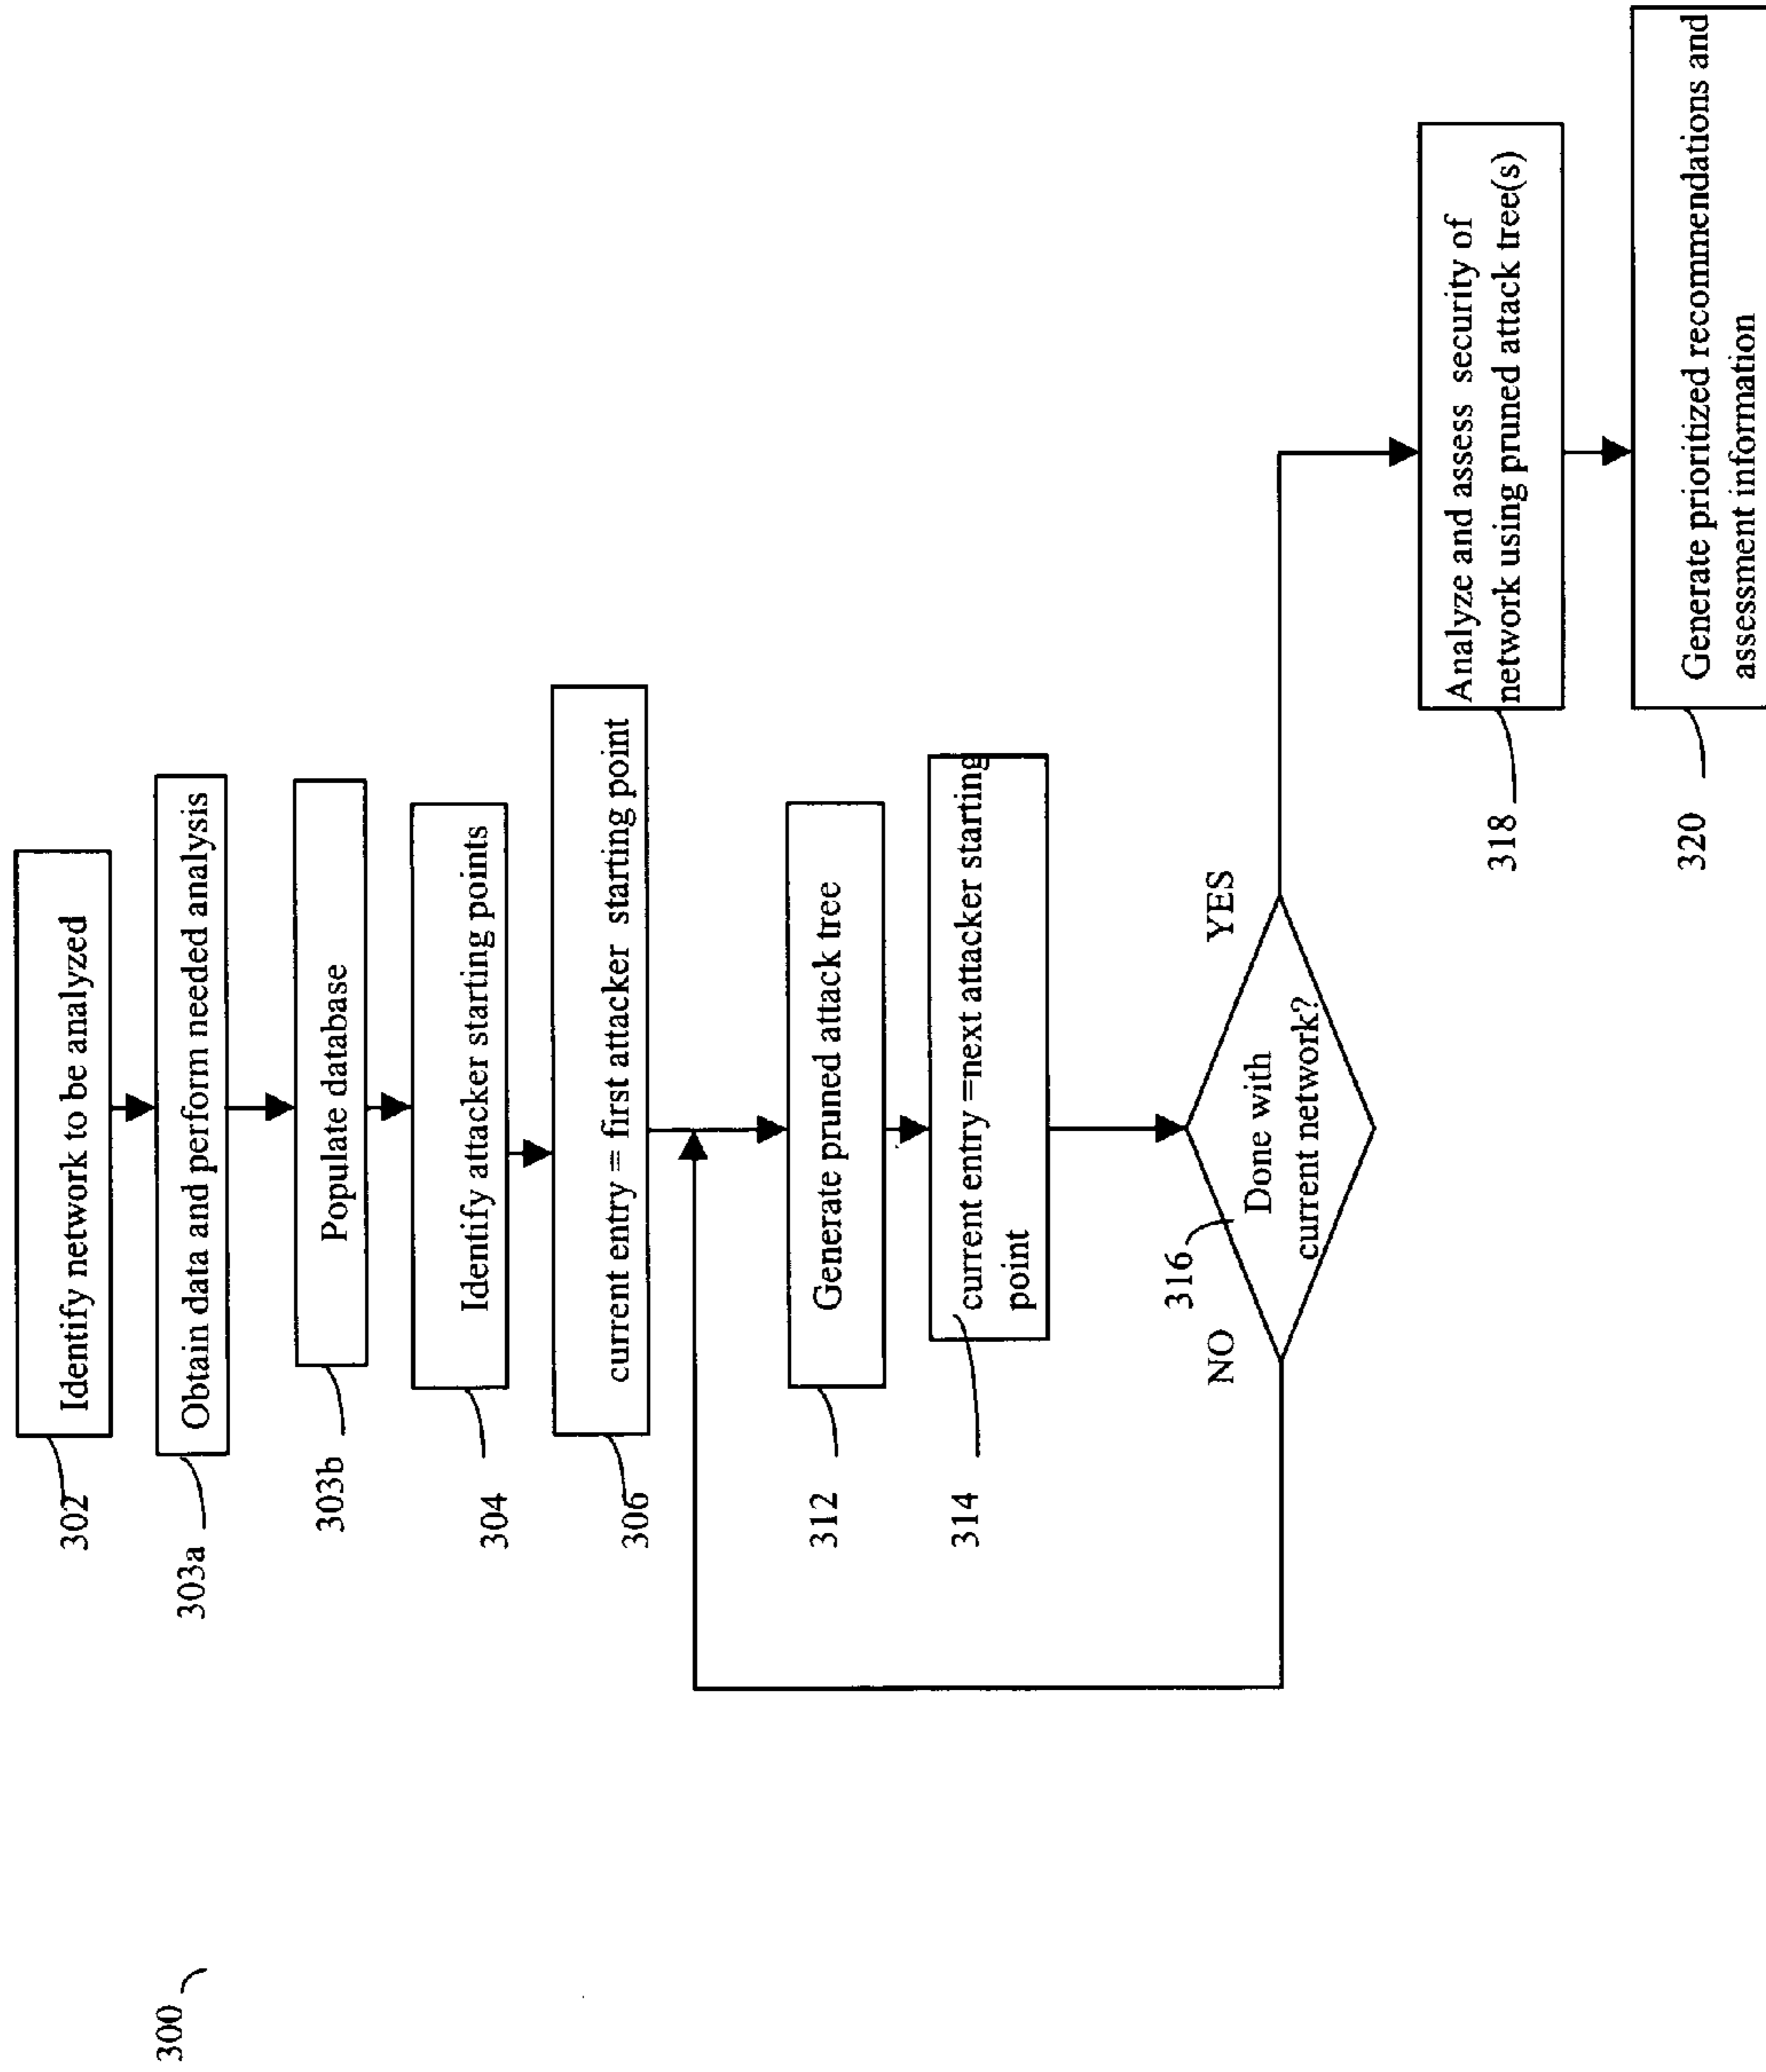 300
302
Identify network to be analyzed
303a
Obtain data and perform needed analysis
303b
Populate database
304
Identify attacker starting points
306
current entry = first attacker starting point
312
Generate pruned attack tree
314
current entry =next attacker starting
point
316
Done with
current network?
NO
YES
318
Analyze and assess security of
network using pruned attack tree(s)
320
Generate prioritized recommendations and
assessment information